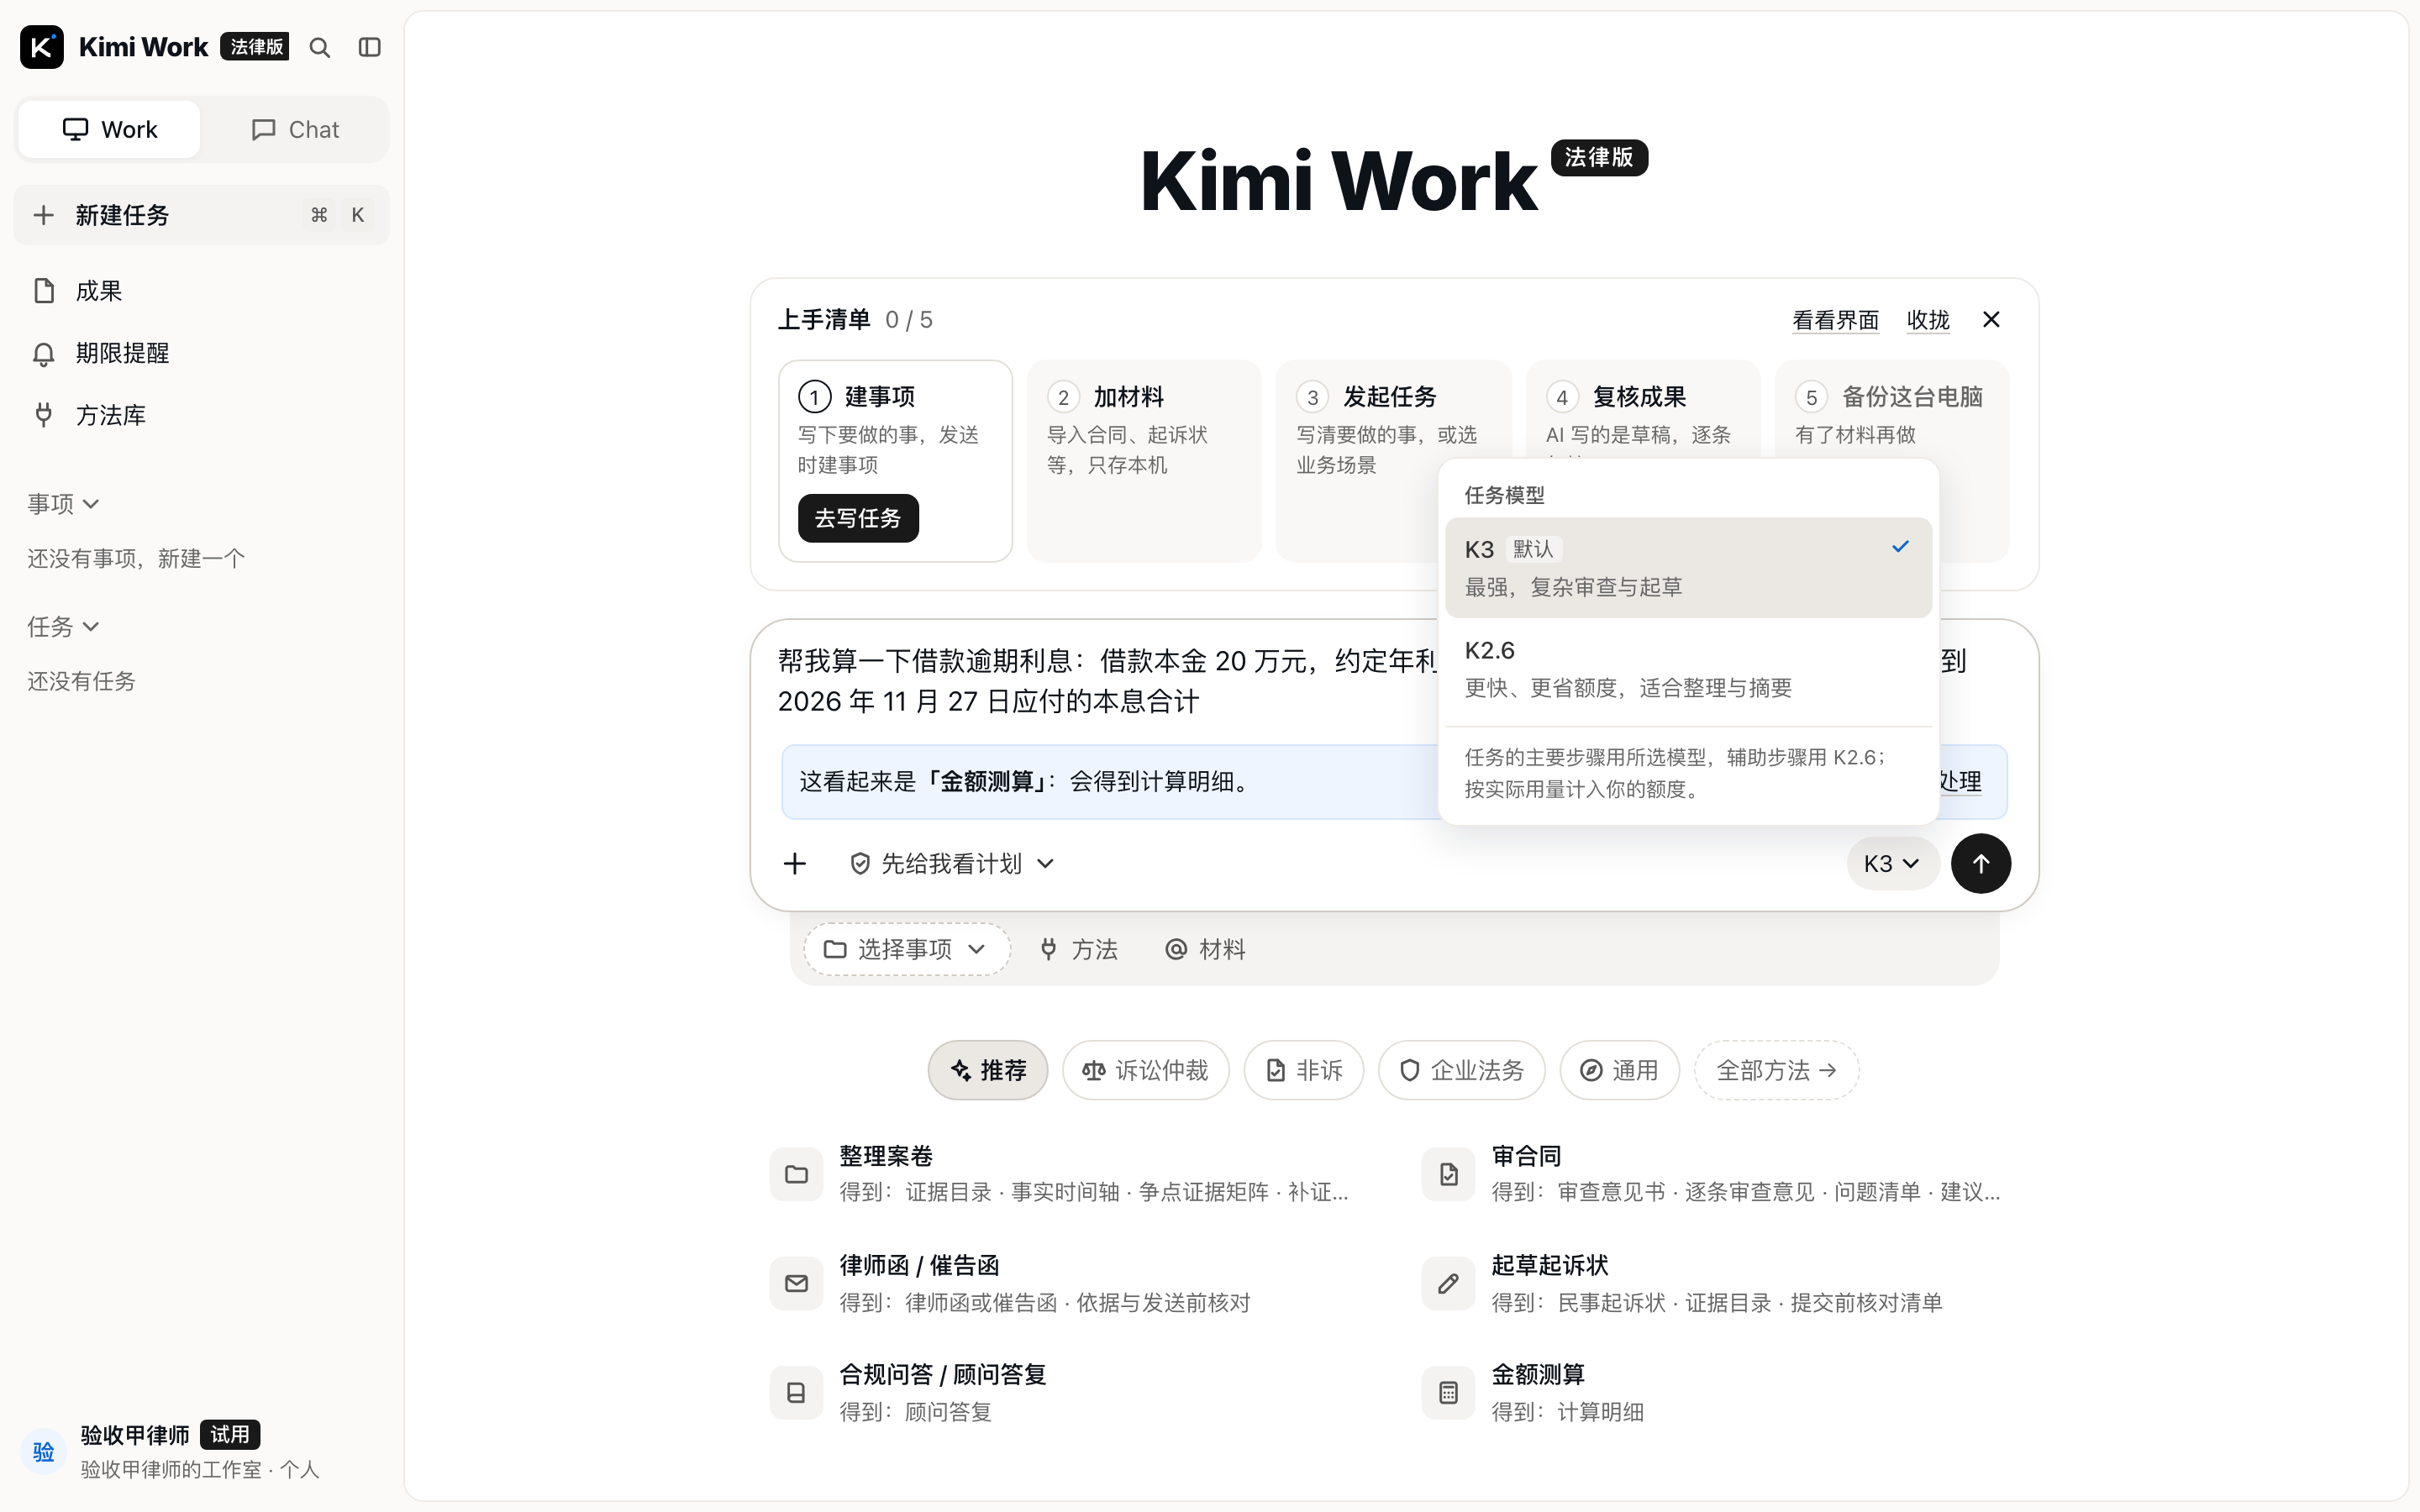 Kimi Work 法律版
Work
Chat
新建任务 ⌘ K
成果
期限提醒
方法库
事项
还没有事项，新建一个
任务
还没有任务
验
验收甲律师 试用
验收甲律师的工作室 · 个人
Kimi Work 法律版
上手清单 0 / 5
看看界面 收拢
1 建事项
写下要做的事，发送
时建事项
去写任务
2 加材料
导入合同、起诉状
等，只存本机
3 发起任务
写清要做的事，或选
业务场景
4 复核成果
AI 写的是草稿，逐条
5 备份这台电脑
有了材料再做
任务模型
K3 默认
最强，复杂审查与起草
K2.6
更快、更省额度，适合整理与摘要
任务的主要步骤用所选模型，辅助步骤用 K2.6；
按实际用量计入你的额度。
帮我算一下借款逾期利息：借款本金 20 万元，约定年利 到
2026 年 11 月 27 日应付的本息合计
这看起来是「金额测算」：会得到计算明细。 处理
先给我看计划
K3
选择事项
方法
@ 材料
推荐
诉讼仲裁
非诉
企业法务
通用
全部方法 →
整理案卷
得到：证据目录 · 事实时间轴 · 争点证据矩阵 · 补证...
审合同
得到：审查意见书 · 逐条审查意见 · 问题清单 · 建议...
律师函 / 催告函
得到：律师函或催告函 · 依据与发送前核对
起草起诉状
得到：民事起诉状 · 证据目录 · 提交前核对清单
合规问答 / 顾问答复
得到：顾问答复
金额测算
得到：计算明细